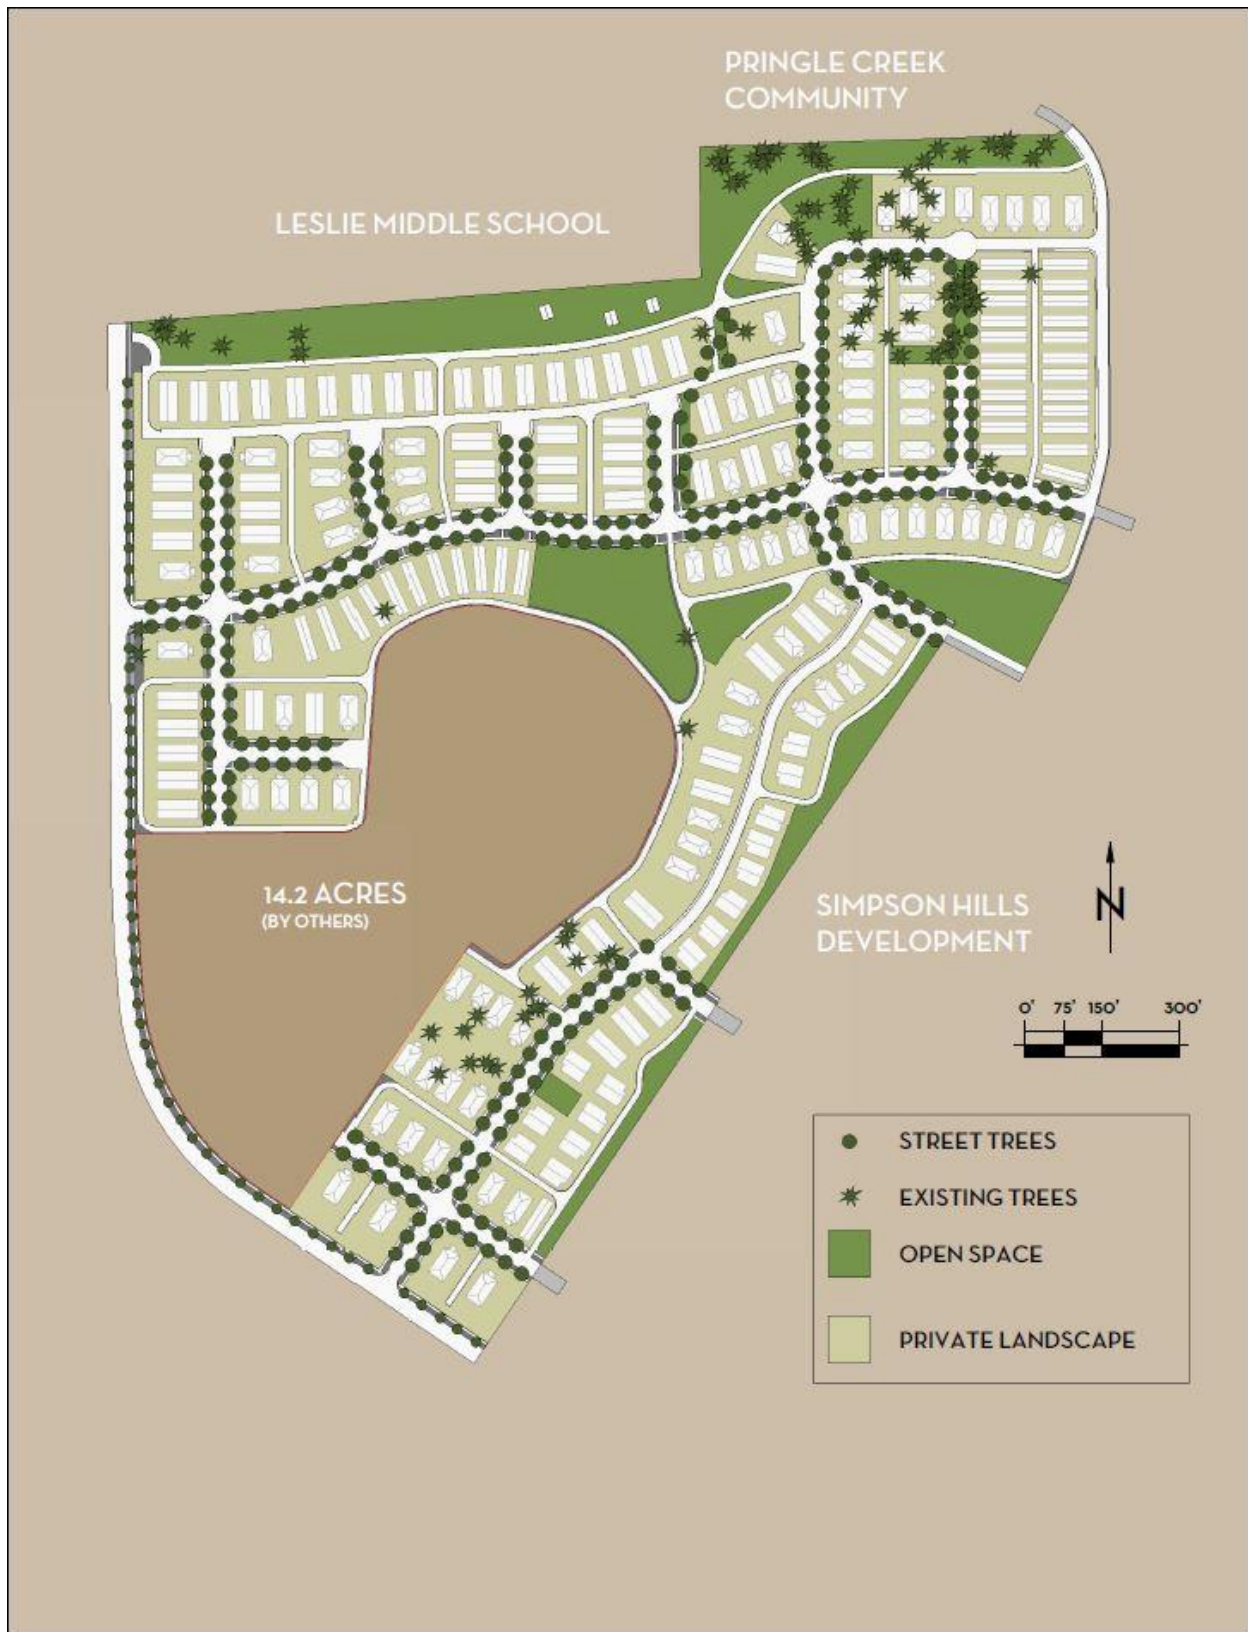 PRINGLE CREEK
COMMUNITY
LESLIE MIDDLE SCHOOL
14.2 ACRES
(BY OTHERS)
SIMPSON HILLS
DEVELOPMENT
N
0' 75' 150' 300'
STREET TREES
EXISTING TREES
OPEN SPACE
PRIVATE LANDSCAPE